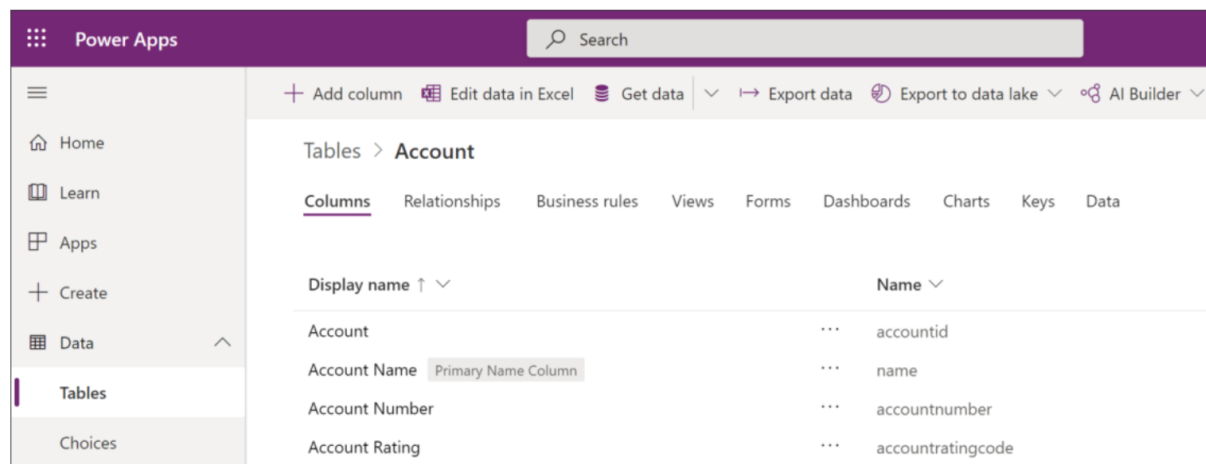 Power Apps
Search
Add column Edit data in Excel Get data Export data Export to data lake AI Builder
Home
Learn
Apps
Create
Data
Tables
Choices
Tables > Account
Columns Relationships Business rules Views Forms Dashboards Charts Keys Data
Display name ↑ Name
Account ... accountid
Account Name Primary Name Column ... name
Account Number ... accountnumber
Account Rating ... accountratingcode